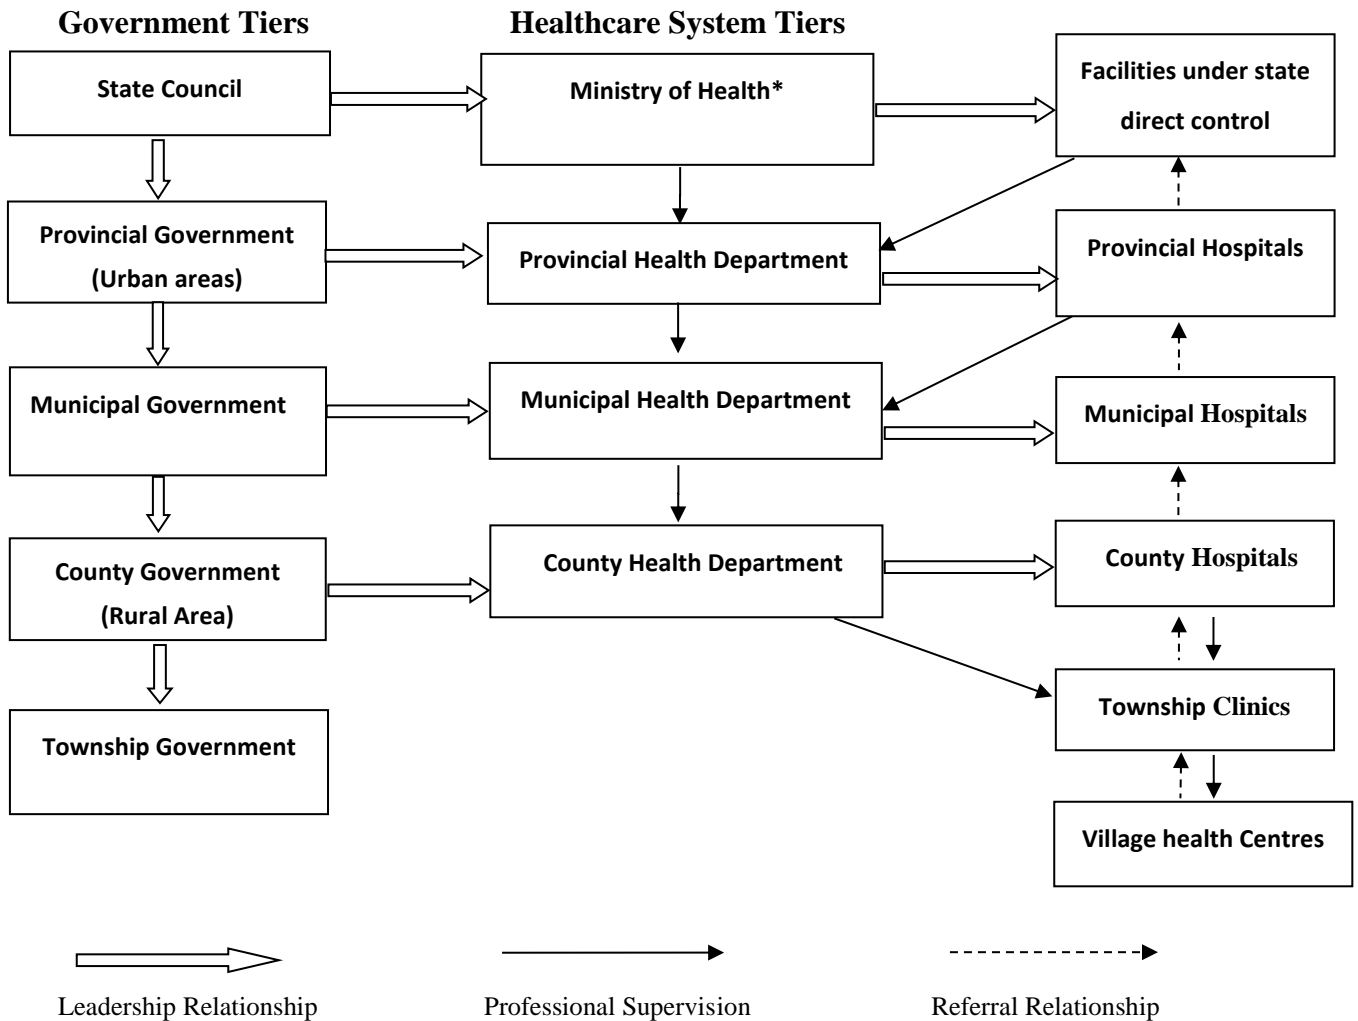 Government Tiers
Healthcare System Tiers
State Council
Ministry of Health*
Facilities under state
direct control
Provincial Government
(Urban areas)
Provincial Health Department
Provincial Hospitals
Municipal Government
Municipal Health Department
Municipal Hospitals
County Government
(Rural Area)
County Health Department
County Hospitals
Township Government
Township Clinics
Village health Centres
Leadership Relationship
Professional Supervision
Referral Relationship